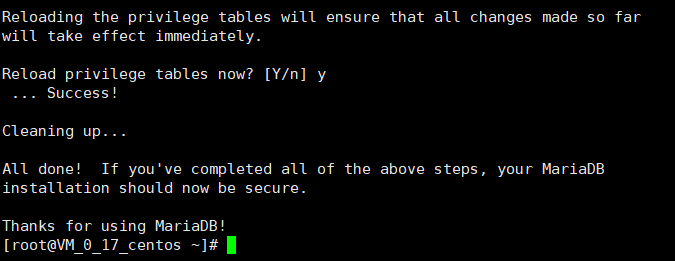 Reloading the privilege tables will ensure that all changes made so far
will take effect immediately.
Reload privilege tables now? [Y/n] y
... Success!
Cleaning up...
All done!  If you've completed all of the above steps, your MariaDB
installation should now be secure.
Thanks for using MariaDB!
[root@VM_0_17_centos ~]#